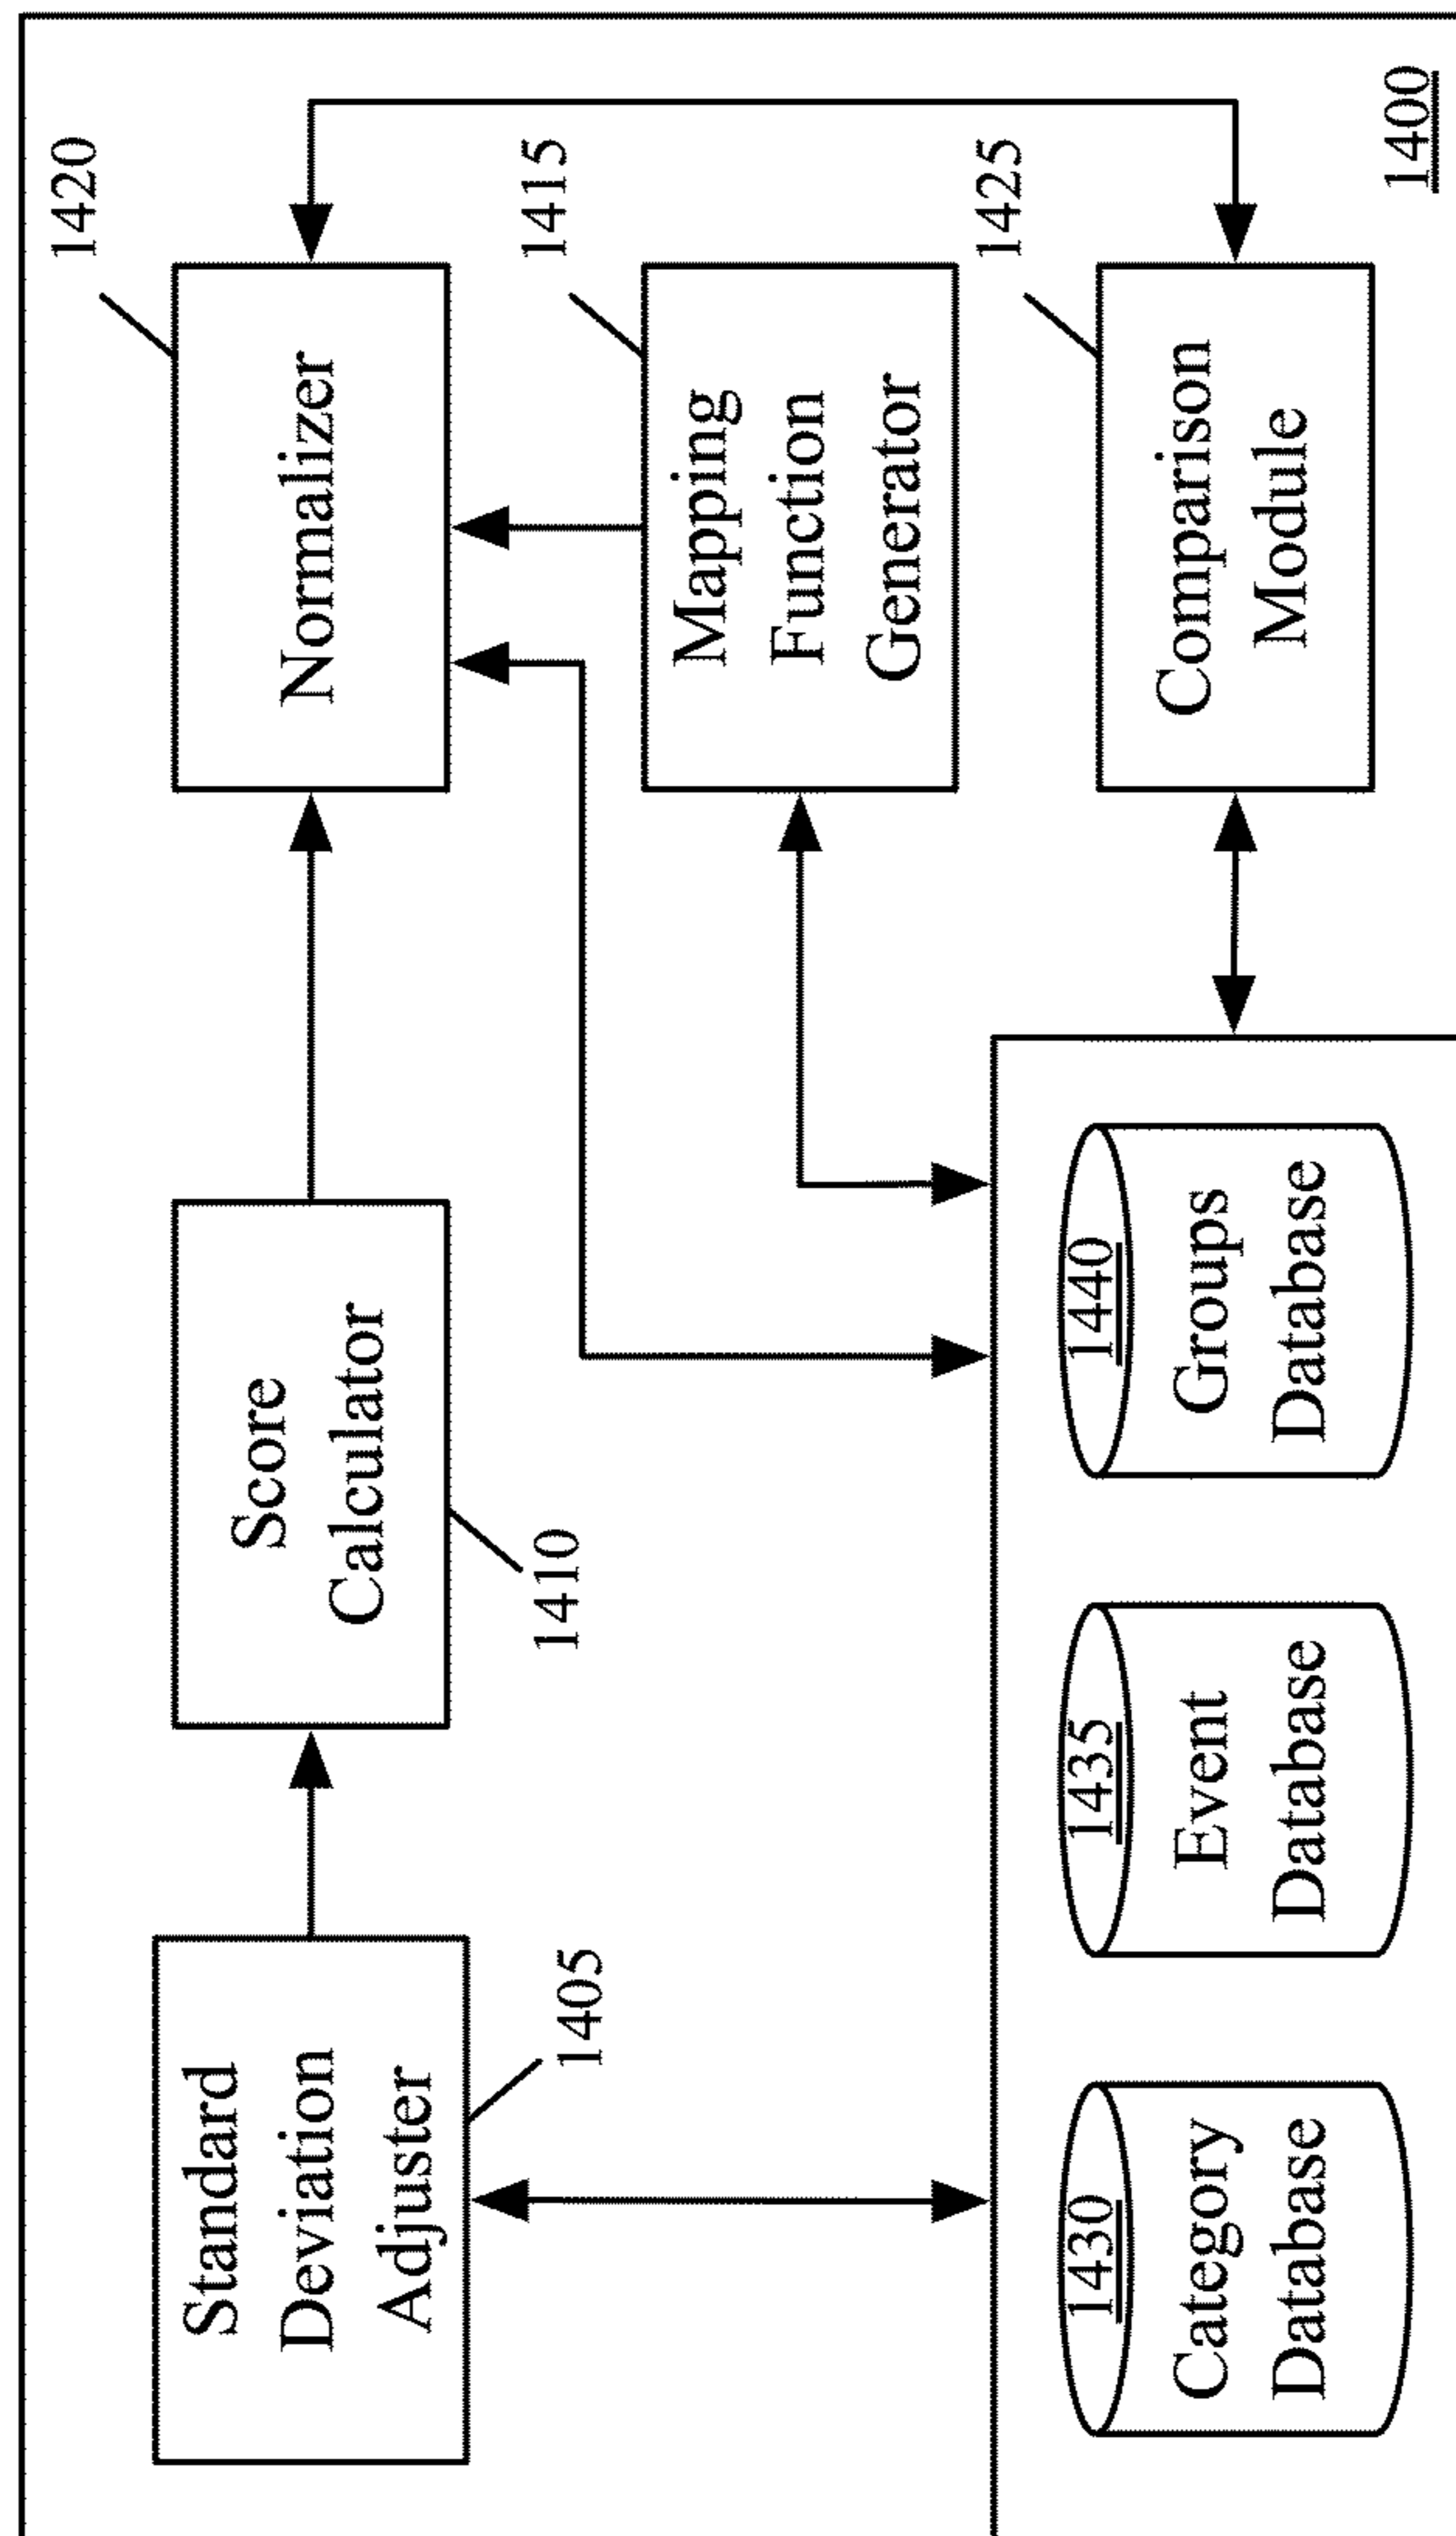 Standard
Deviation
Adjuster
1405
Score
Calculator
1410
Normalizer
1420
Mapping
Function
Generator
1415
Comparison
Module
1425
1430
Category
Database
1435
Event
Database
1440
Groups
Database
1400